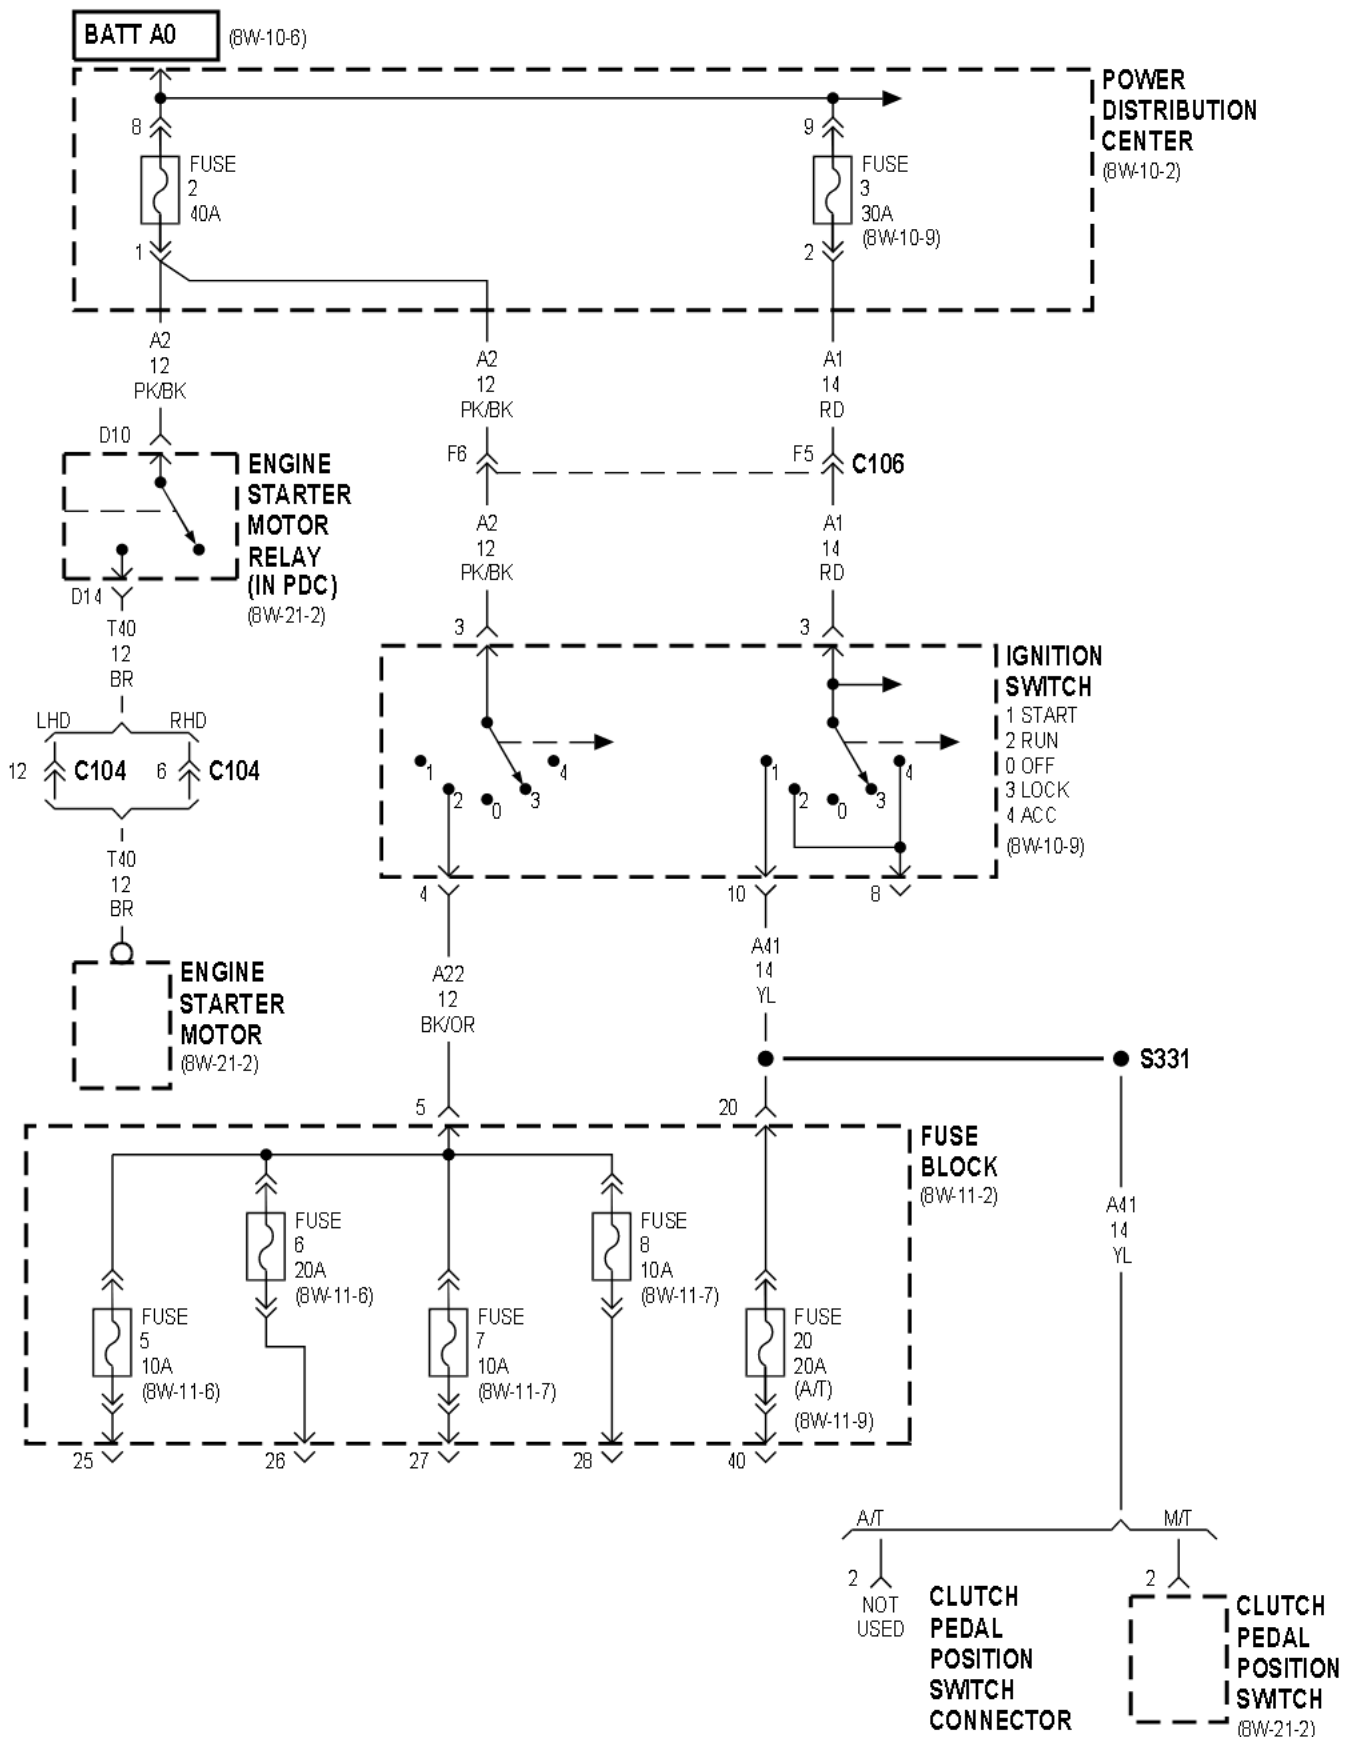 BATT A0
(8W-10-6)
POWER
DISTRIBUTION
CENTER
(8W-10-2)
8
FUSE
2
40A
1
9
FUSE
3
30A
(8W-10-9)
2
A2
12
PK/BK
A2
12
PK/BK
A1
14
RD
D10
F6
F5
C106
ENGINE
STARTER
MOTOR
RELAY
(IN PDC)
(8W-21-2)
A2
12
PK/BK
A1
14
RD
D14
T40
12
BR
3
3
IGNITION
SWITCH
1 START
2 RUN
0 OFF
3 LOCK
4 ACC
(8W-10-9)
LHD
RHD
12
C104
6
C104
1
2
0
3
4
1
2
0
3
4
T40
12
BR
4
10
8
A22
12
BK/OR
A41
14
YL
ENGINE
STARTER
MOTOR
(8W-21-2)
S331
5
20
FUSE
BLOCK
(8W-11-2)
FUSE
6
20A
(8W-11-6)
FUSE
8
10A
(8W-11-7)
A41
14
YL
FUSE
5
10A
(8W-11-6)
FUSE
7
10A
(8W-11-7)
FUSE
20
20A
(A/T)
(8W-11-9)
25
26
27
28
40
A/T
M/T
2
NOT
USED
CLUTCH
PEDAL
POSITION
SWITCH
CONNECTOR
2
CLUTCH
PEDAL
POSITION
SWITCH
(8W-21-2)